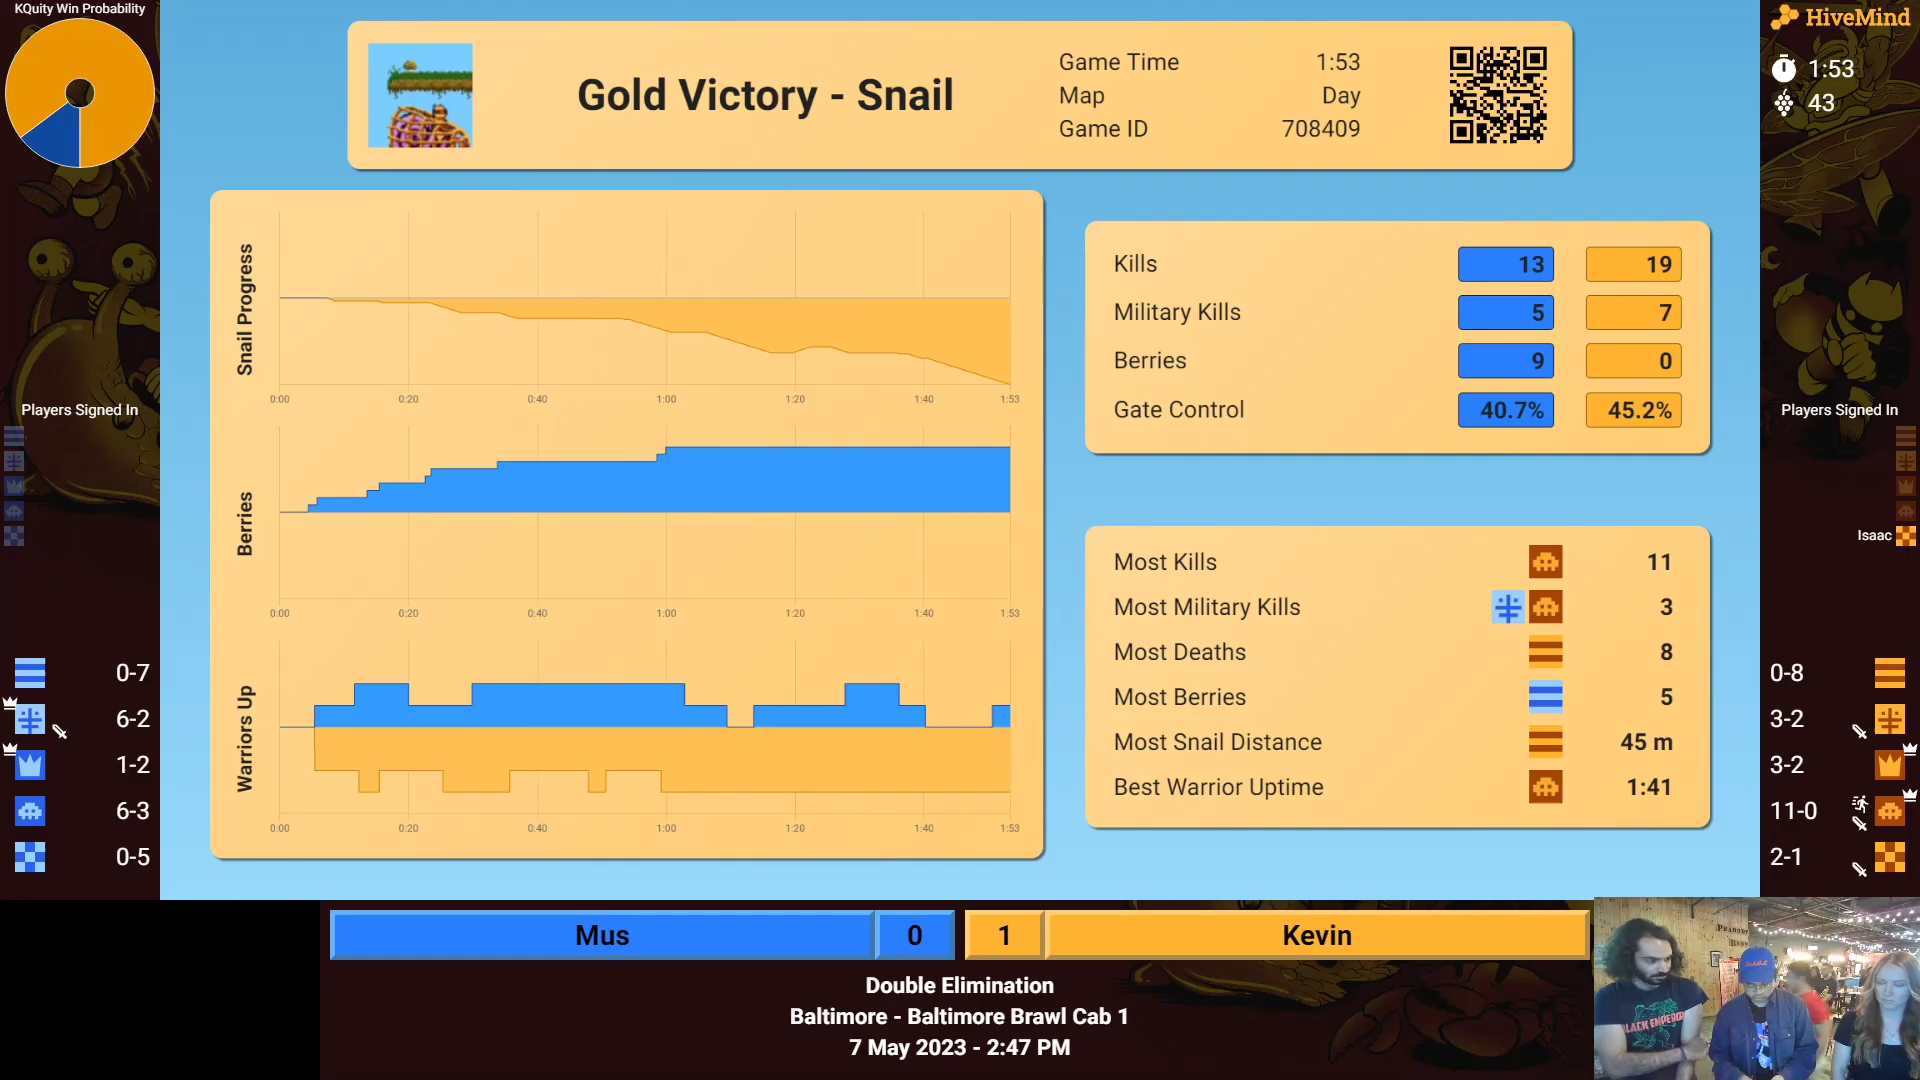 KQuity Win Probability
Players Signed In
0-7
6-2
1-2
6-3
0-5
Gold Victory - Snail
Game Time 1:53
Map Day
Game ID 708409
Snail Progress
0:00 0:20 0:40 1:00 1:20 1:40 1:53
Berries
0:00 0:20 0:40 1:00 1:20 1:40 1:53
Warriors Up
0:00 0:20 0:40 1:00 1:20 1:40 1:53
Kills 13 19
Military Kills 5 7
Berries 9 0
Gate Control 40.7% 45.2%
Most Kills 11
Most Military Kills 3
Most Deaths 8
Most Berries 5
Most Snail Distance 45 m
Best Warrior Uptime 1:41
HiveMind
1:53
43
Players Signed In
Isaac
0-8
3-2
3-2
11-0
2-1
Mus 0 1 Kevin
Double Elimination
Baltimore - Baltimore Brawl Cab 1
7 May 2023 - 2:47 PM